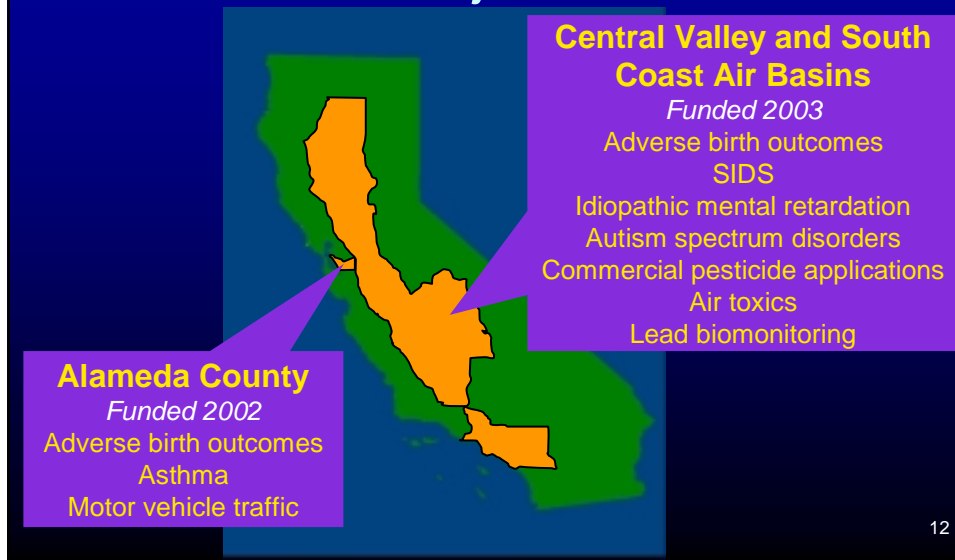 Central Valley and South
Coast Air Basins
Funded 2003
Adverse birth outcomes
SIDS
Idiopathic mental retardation
Autism spectrum disorders
Commercial pesticide applications
Air toxics
Lead biomonitoring
Alameda County
Funded 2002
Adverse birth outcomes
Asthma
Motor vehicle traffic
12